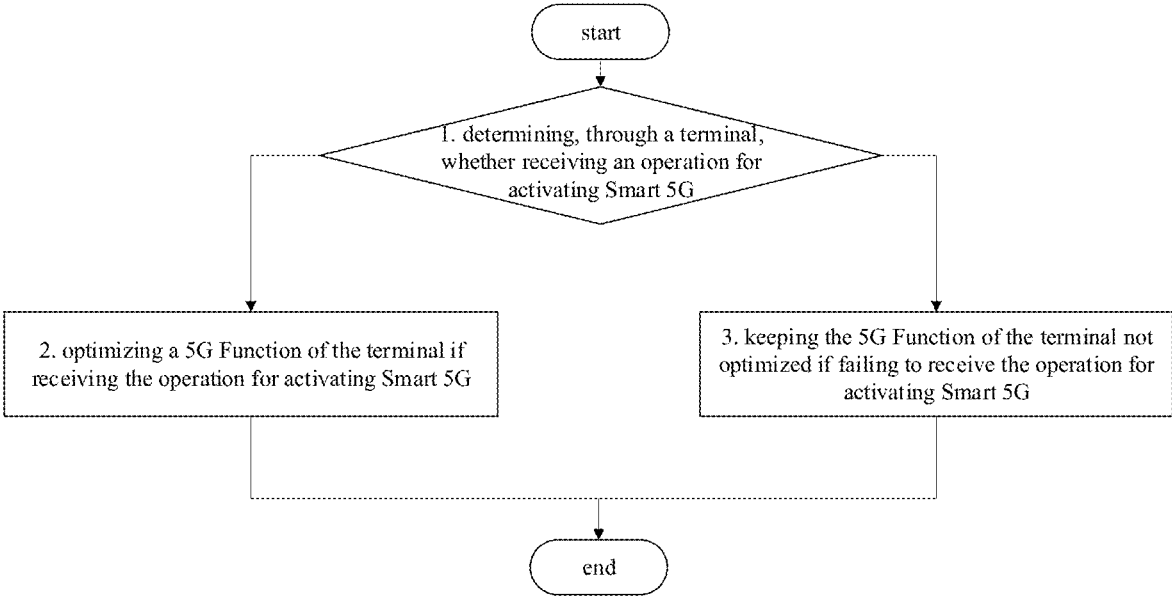 start
1. determining, through a terminal,
whether receiving an operation for
activating Smart 5G
2. optimizing a 5G Function of the terminal if
receiving the operation for activating Smart 5G
3. keeping the 5G Function of the terminal not
optimized if failing to receive the operation for
activating Smart 5G
end